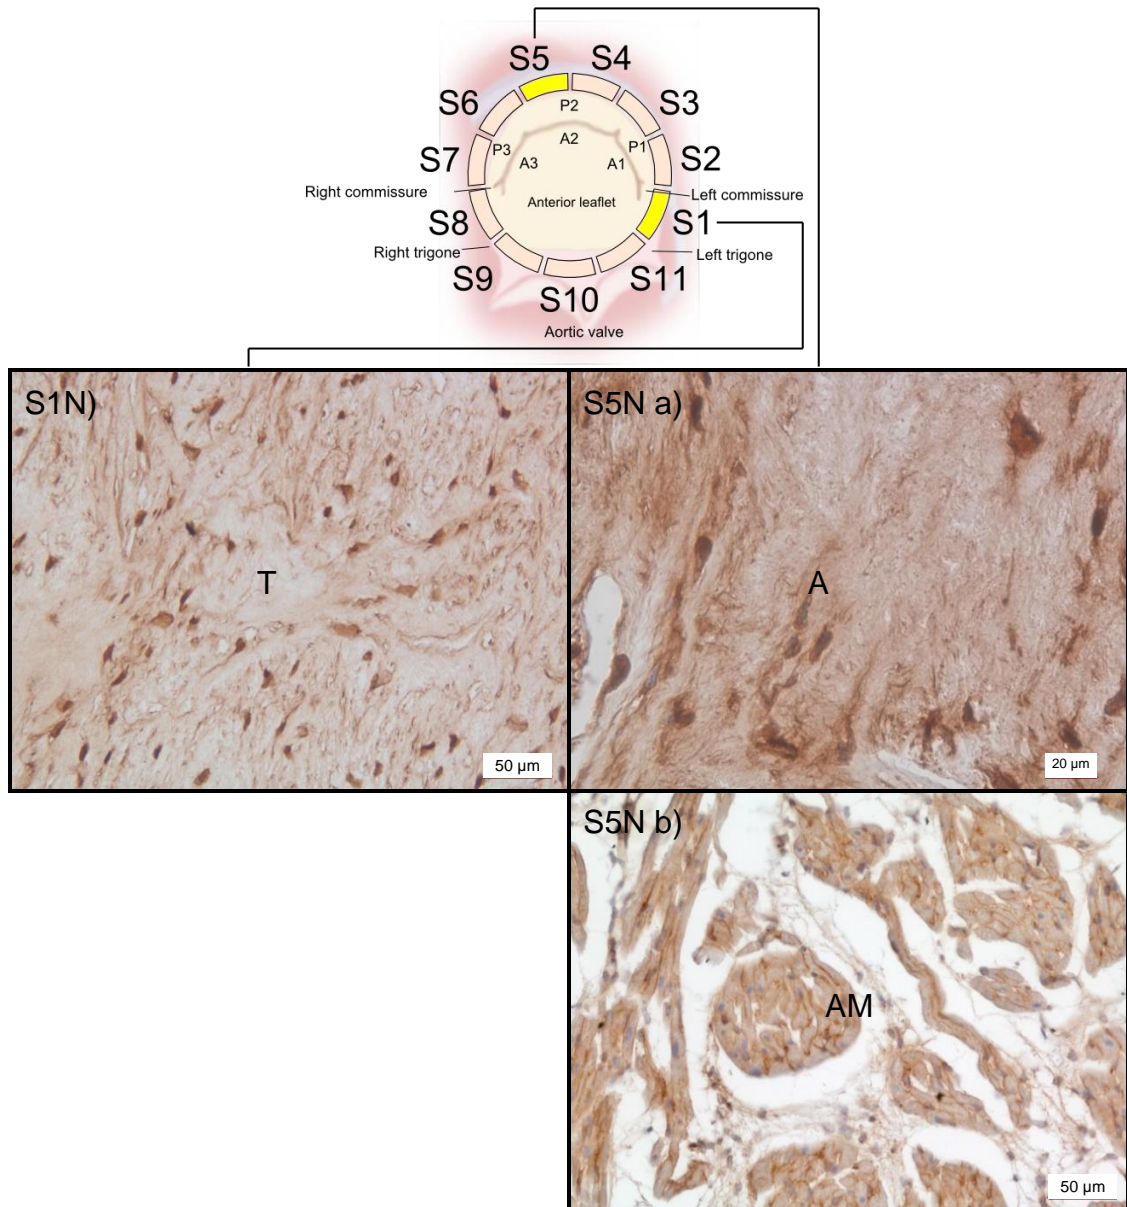 S5 S4
S6 S3
P2
A2
P3 P1
S7 A3 A1 S2
Right commissure Left commissure
Anterior leaflet
S8 S1
Right trigone Left trigone
S9 S11
S10
Aortic valve
S1N) S5N a)
T A
50 µm 20 µm
S5N b)
AM
50 µm